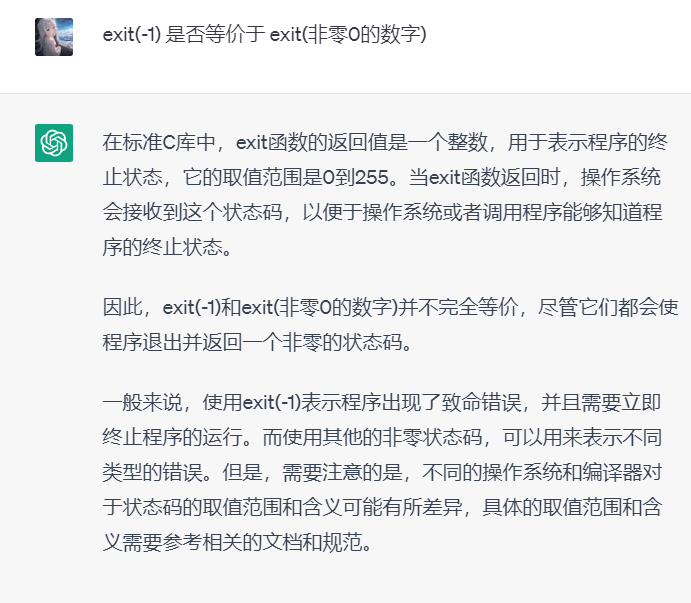 exit(-1) 是否等价于 exit(非零0的数字)
在标准C库中，exit函数的返回值是一个整数，用于表示程序的终
止状态，它的取值范围是0到255。当exit函数返回时，操作系统
会接收到这个状态码，以便于操作系统或者调用程序能够知道程
序的终止状态。
因此，exit(-1)和exit(非零0的数字)并不完全等价，尽管它们都会使
程序退出并返回一个非零的状态码。
一般来说，使用exit(-1)表示程序出现了致命错误，并且需要立即
终止程序的运行。而使用其他的非零状态码，可以用来表示不同
类型的错误。但是，需要注意的是，不同的操作系统和编译器对
于状态码的取值范围和含义可能有所差异，具体的取值范围和含
义需要参考相关的文档和规范。